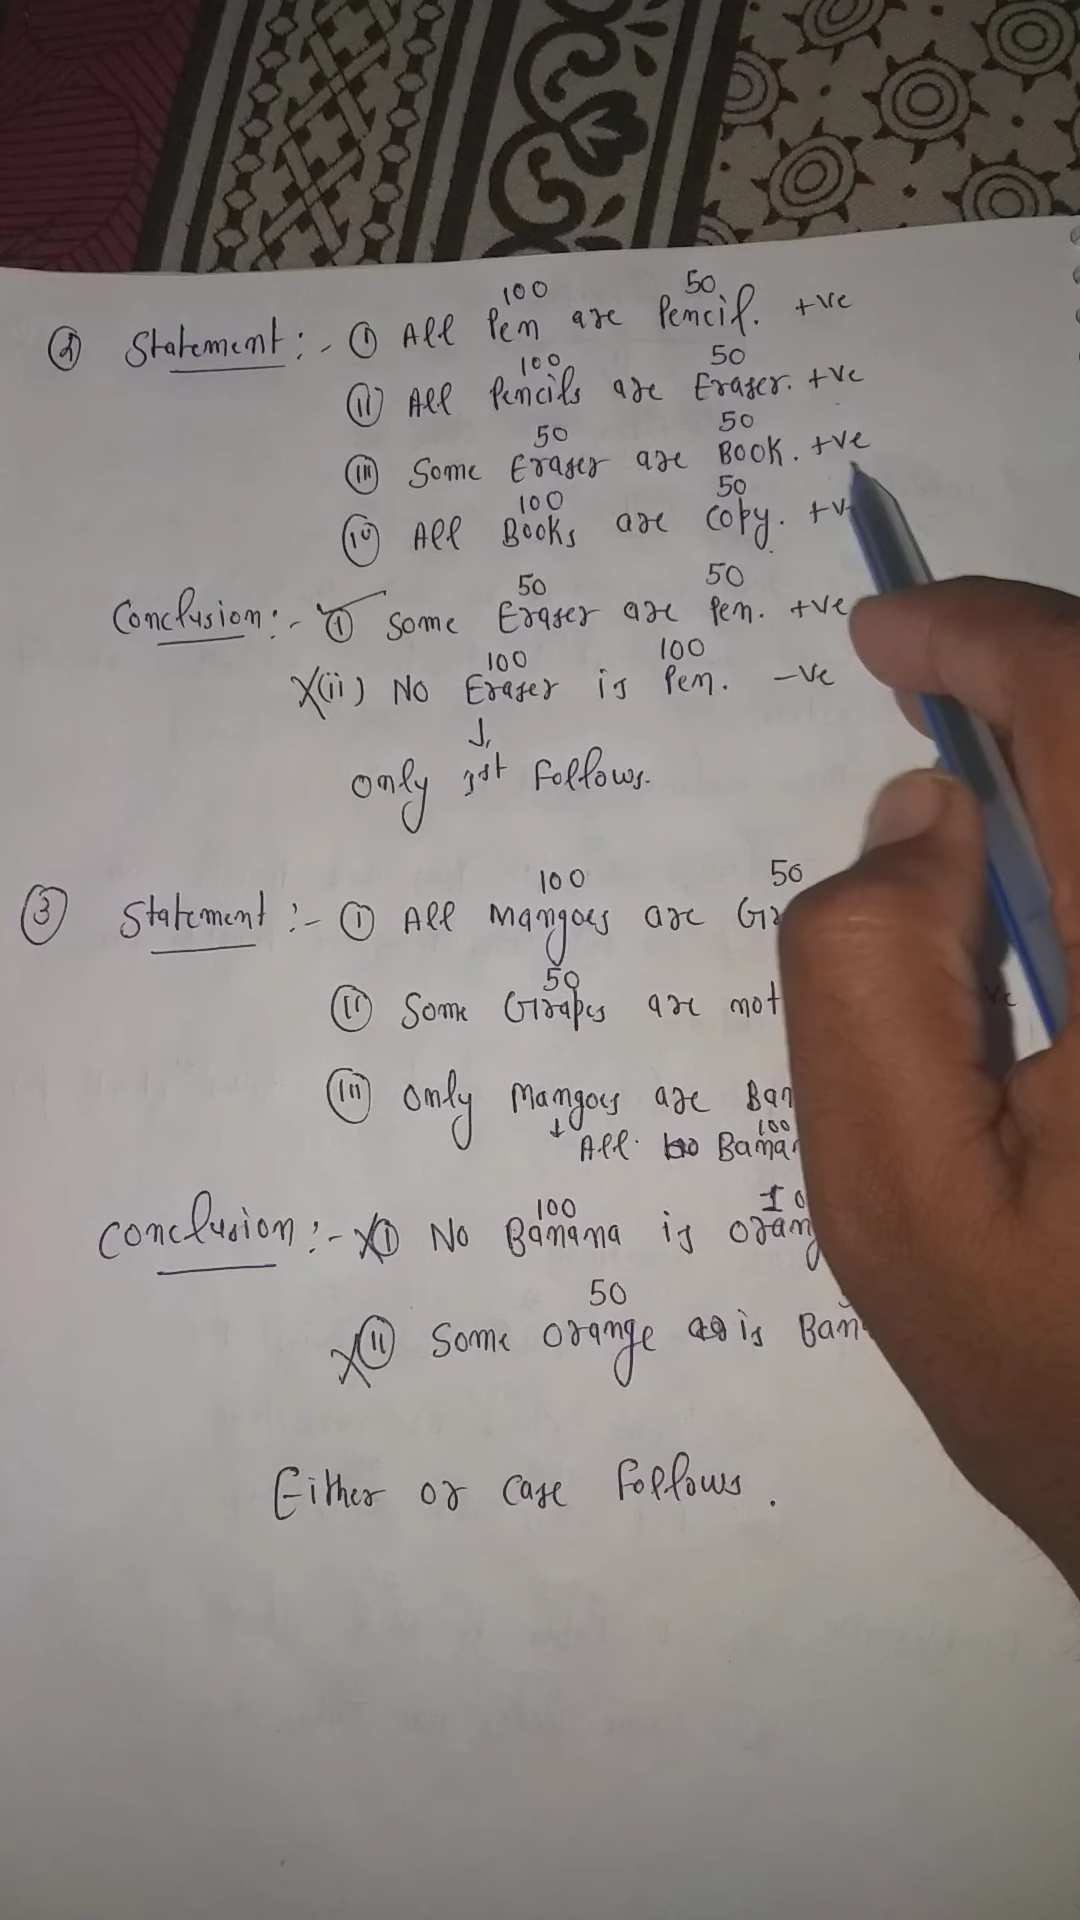 100 50
② Statement :- ① All Pen are Pencil. +ve
100 50
(ii) All Pencils are Eraser. +ve
50 50
(iii) Some Eraser are Book. +ve
100 50
(iv) All Books are Copy. +v
50 50
Conclusion :- ① Some Eraser are Pen. +ve
100 100
X(ii) No Eraser is Pen. -ve
↓
Only 1st Follows.
100 50
③ Statement :- ① All Mangoes are Gr
50
(ii) Some Grapes are not ve
(iii) Only Mangoes are Ban
↓ 100
All Bana
100
Conclusion :- X① No Banana is Orang
50
X(ii) Some Orange is Ban
Either or Case Follows.